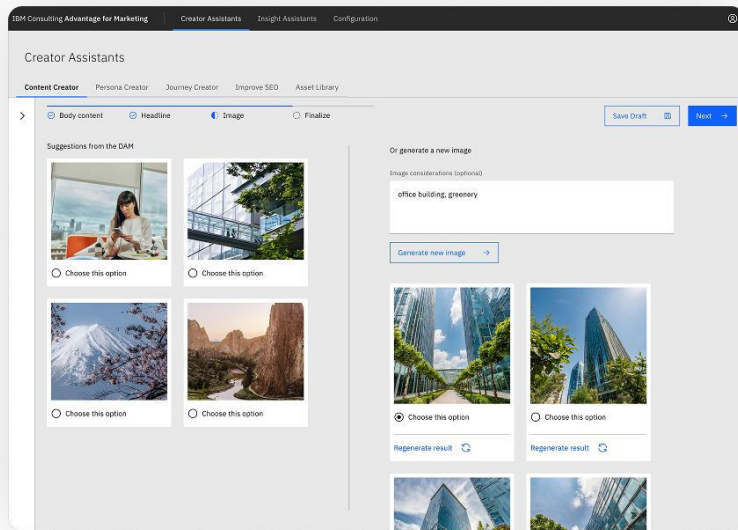 IBM Consulting Advantage for Marketing
Creator Assistants
Insight Assistants
Configuration
Creator Assistants
Content Creator
Persona Creator
Journey Creator
Improve SEO
Asset Library
Body content
Headline
Image
Finalize
Save Draft
Next
Suggestions from the DAM
Choose this option
Choose this option
Choose this option
Choose this option
Or generate a new image
Image considerations (optional)
office building, greenery
Generate new image
Choose this option
Choose this option
Regenerate result
Regenerate result